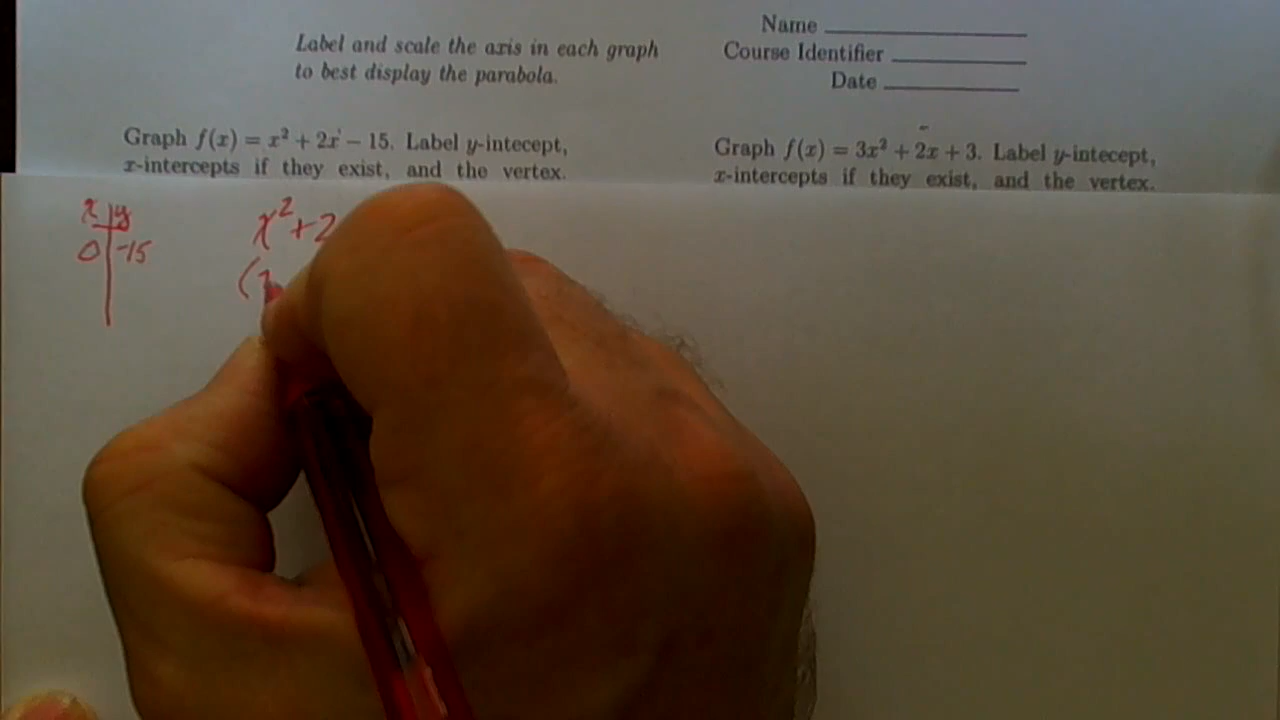 Label and scale the axis in each graph
to best display the parabola.
Name
Course Identifier
Date
Graph f(x) = x² + 2x − 15. Label y-intecept,
x-intercepts if they exist, and the vertex.
Graph f(x) = 3x² + 2x + 3. Label y-intecept,
x-intercepts if they exist, and the vertex.
x y
0 -15
x²+2
(x